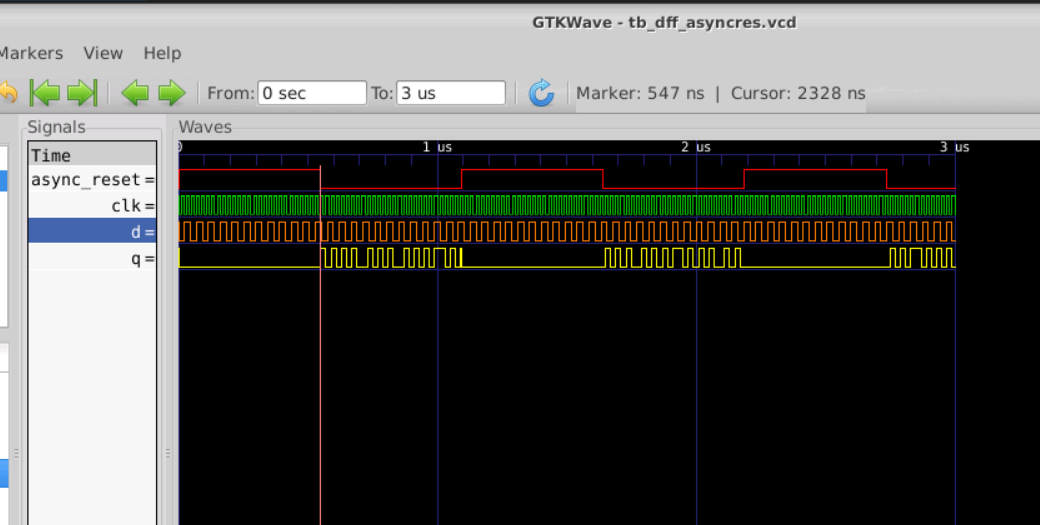 GTKWave - tb_dff_asyncres.vcd
Markers View Help
From: 0 sec To: 3 us Marker: 547 ns | Cursor: 2328 ns
Signals Waves
Time
0 1 us 2 us 3 us
async_reset=
clk=
d=
q=